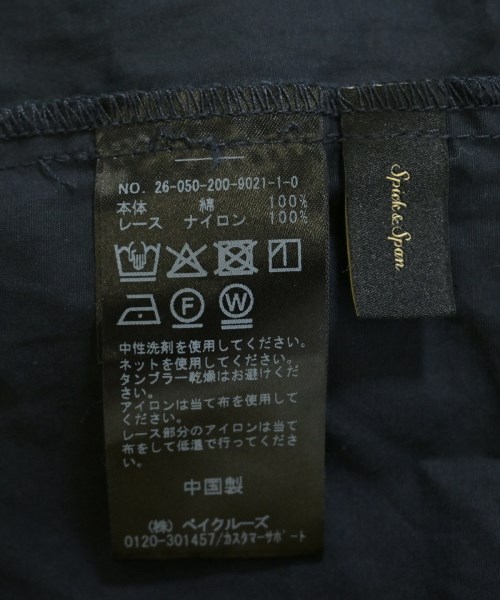 NO. 26-050-200-9021-1-0
本体 綿 100%
レース ナイロン 100%
F W
中性洗剤を使用してください。
ネットを使用してください。
タンブラー乾燥はお避けくだ
さい。
アイロンは当て布を使用して
ください。
レース部分のアイロンは当て
布をして低温で行ってくださ
い。
中国製
(株) ベイクルーズ
0120-301457/カスタマーサポート
Spick & Span